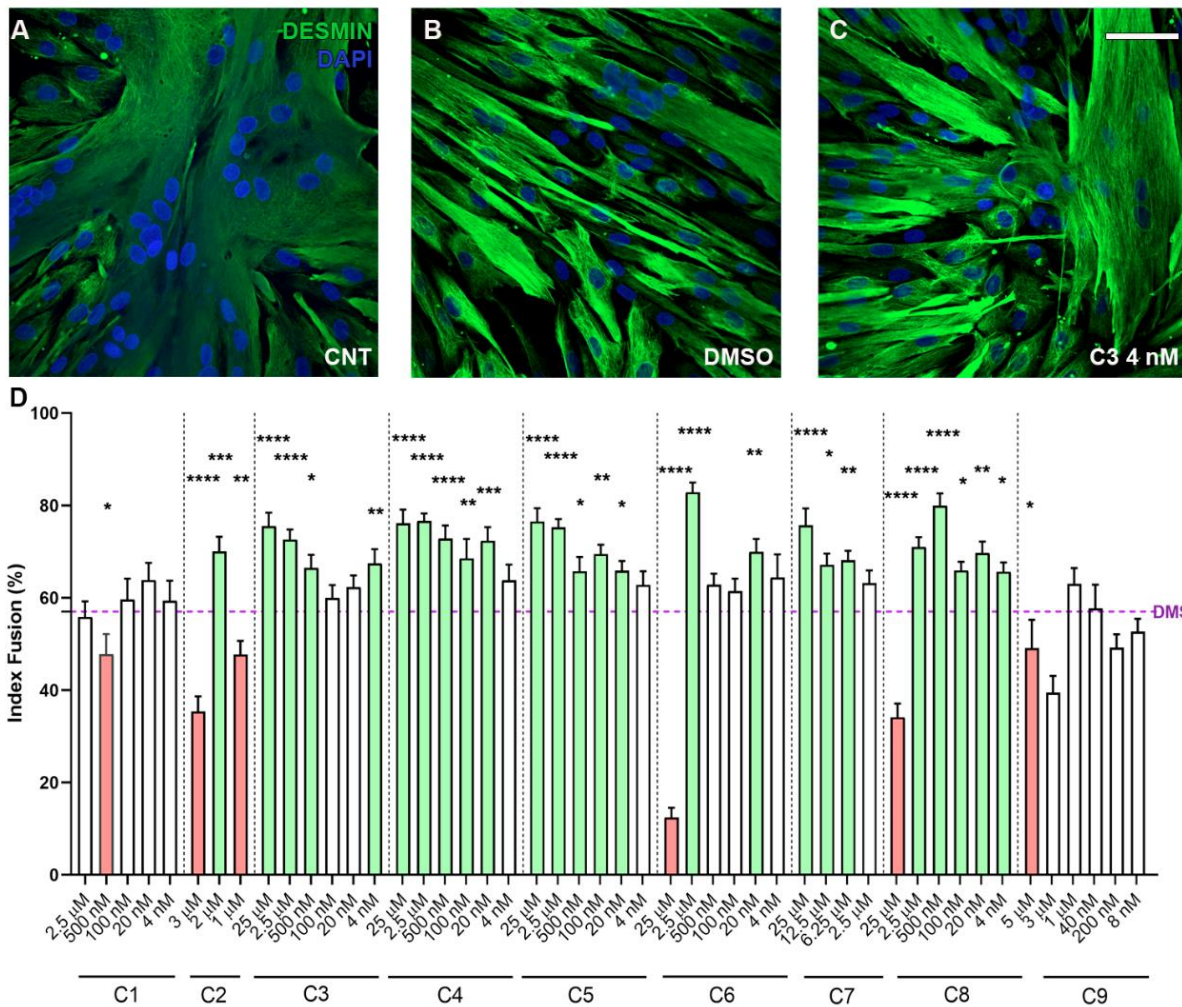 A
DESMIN
DAPI
CNT
B
DMSO
C
C3 4 nM
D
Index Fusion (%)
100
80
60
40
20
0
*
****
***
**
****
****
*
**
****
****
****
**
***
****
****
*
**
*
****
****
**
****
*
**
****
****
****
*
**
*
*
DMS
2.5 µM
500 nM
100 nM
20 nM
4 nM
3 µM
2 µM
1 µM
25 µM
2.5 µM
500 nM
100 nM
20 nM
4 nM
25 µM
2.5 µM
500 nM
100 nM
20 nM
4 nM
25 µM
2.5 µM
500 nM
100 nM
20 nM
4 nM
25 µM
2.5 µM
500 nM
100 nM
20 nM
4 nM
25 µM
12.5 µM
6.25 µM
2.5 µM
25 µM
2.5 µM
500 nM
100 nM
20 nM
4 nM
5 µM
3 µM
1 µM
40 nM
200 nM
8 nM
C1
C2
C3
C4
C5
C6
C7
C8
C9